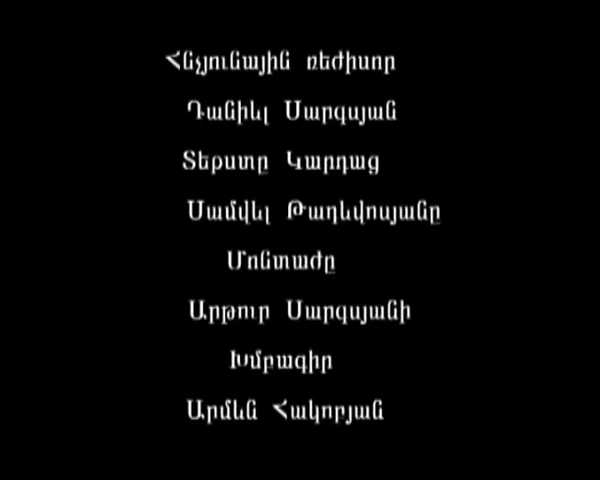 Հնչյունային ռեժիսոր
Դանիել Սարգսյան
Տեքստը Կարդաց
Սամվել Թադևոսյանը
Մոնտաժը
Արթուր Սարգսյանի
Խմբագիր
Արմեն Հակոբյան